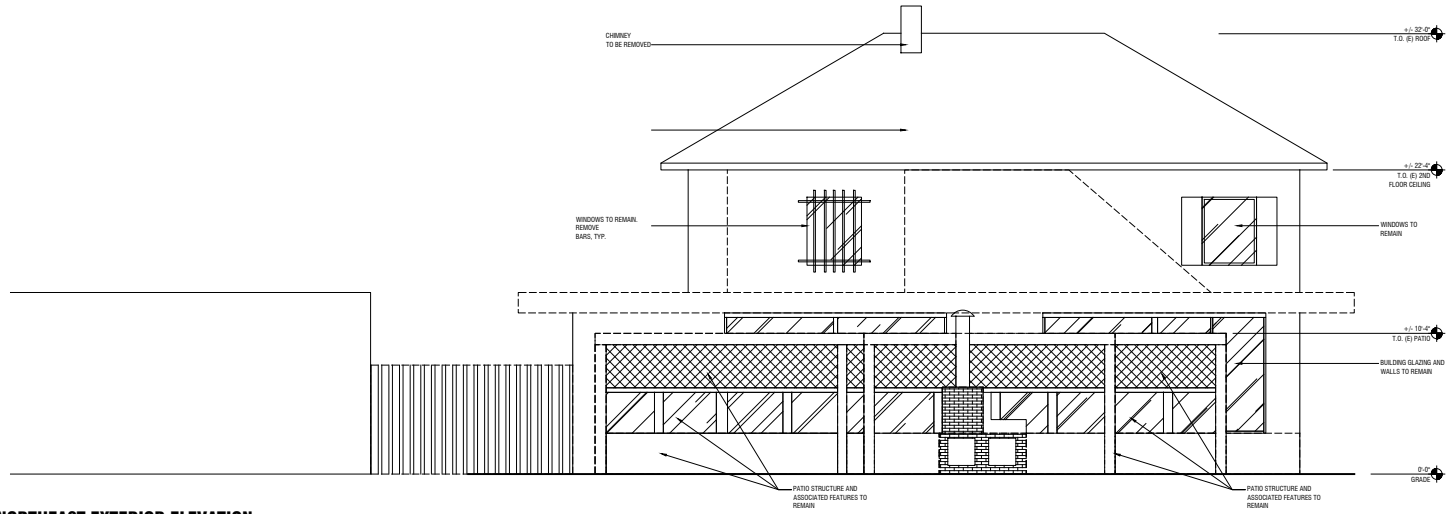 CHIMNEY
TO BE REMOVED
+/- 32'-0"
T.O. (E) ROOF
+/- 22'-4"
T.O. (E) 2ND
FLOOR CEILING
WINDOWS TO REMAIN.
REMOVE
BARS, TYP.
WINDOWS TO
REMAIN
+/- 10'-4"
T.O. (E) PATIO
BUILDING GLAZING AND
WALLS TO REMAIN
0'-0"
GRADE
PATIO STRUCTURE AND
ASSOCIATED FEATURES TO
REMAIN
PATIO STRUCTURE AND
ASSOCIATED FEATURES TO
REMAIN
NORTHEAST EXTERIOR ELEVATION